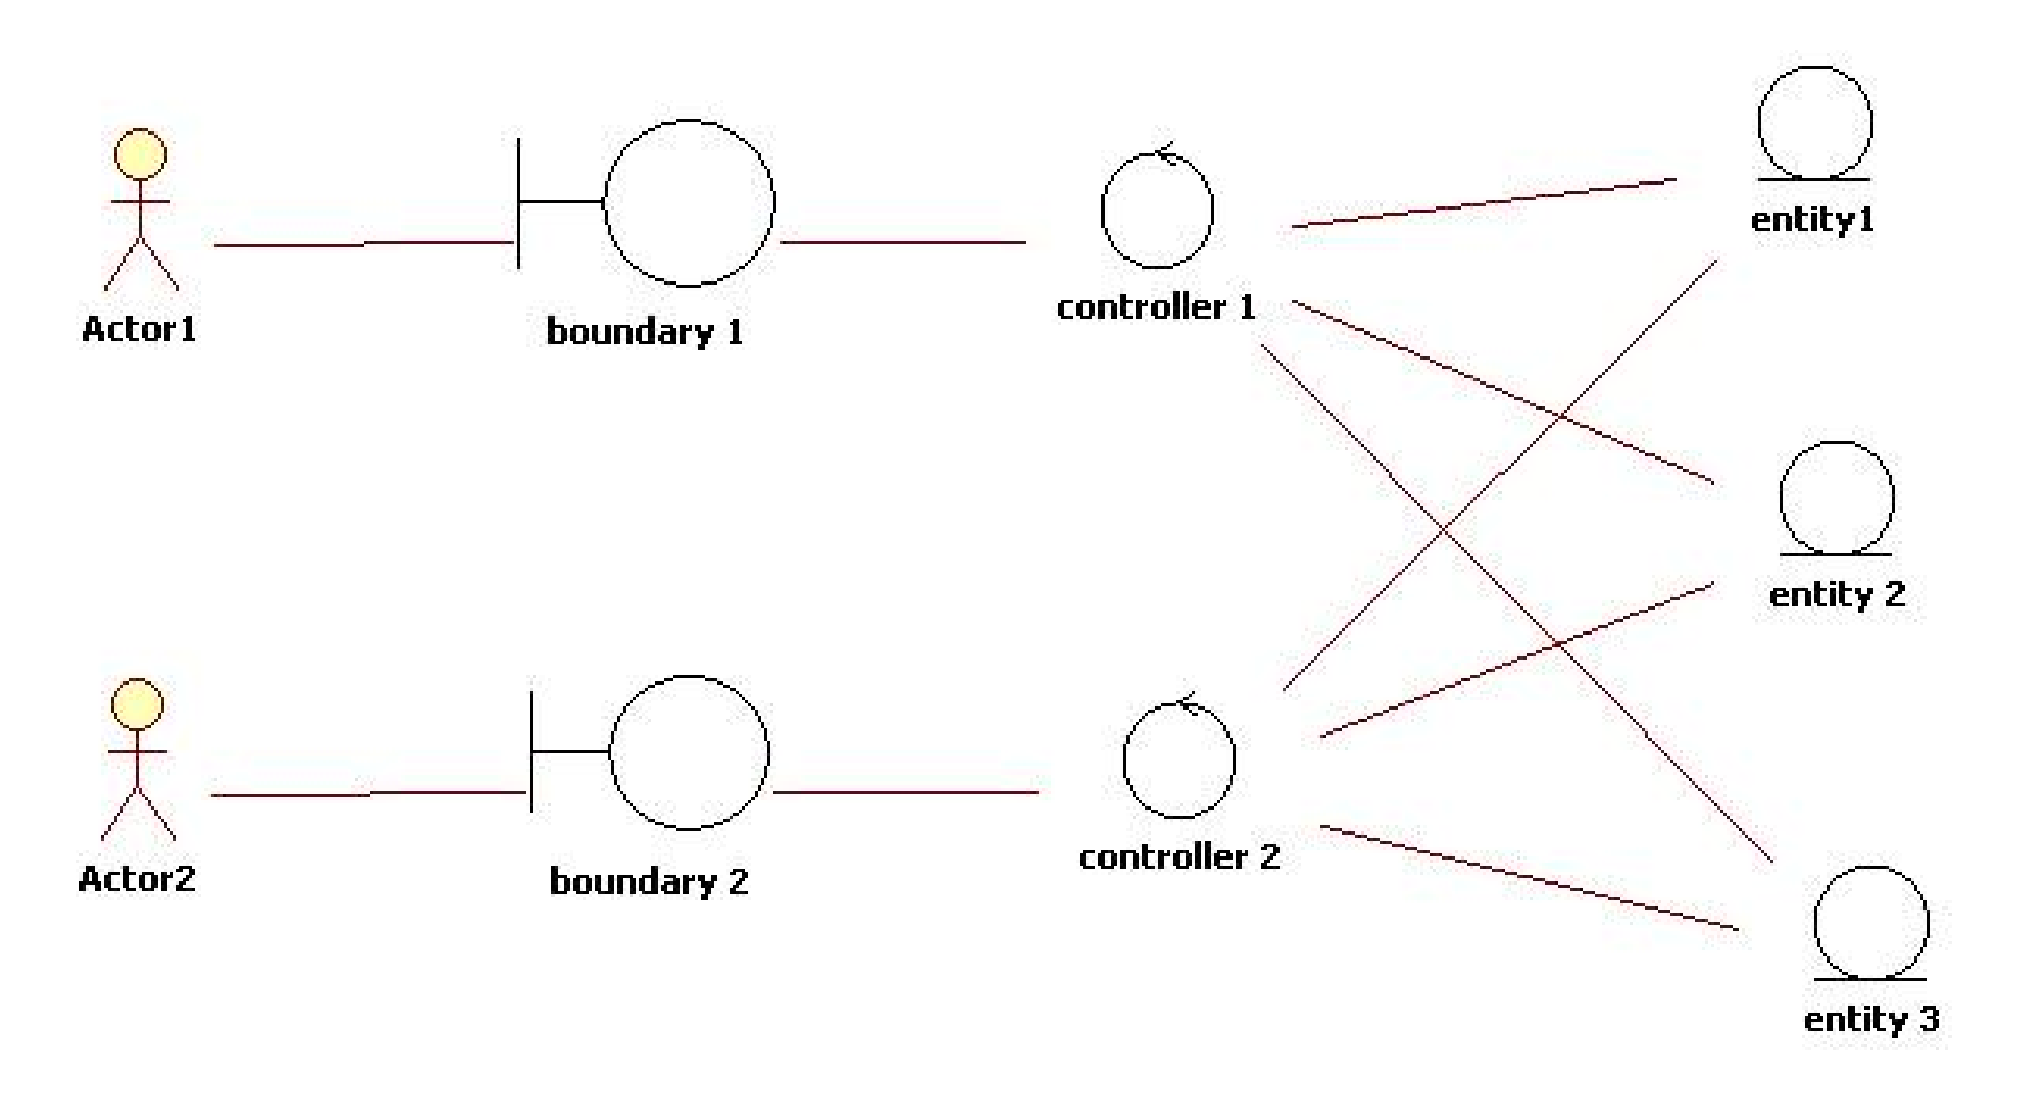 Actor1
boundary 1
controller 1
entity1
entity 2
Actor2
boundary 2
controller 2
entity 3